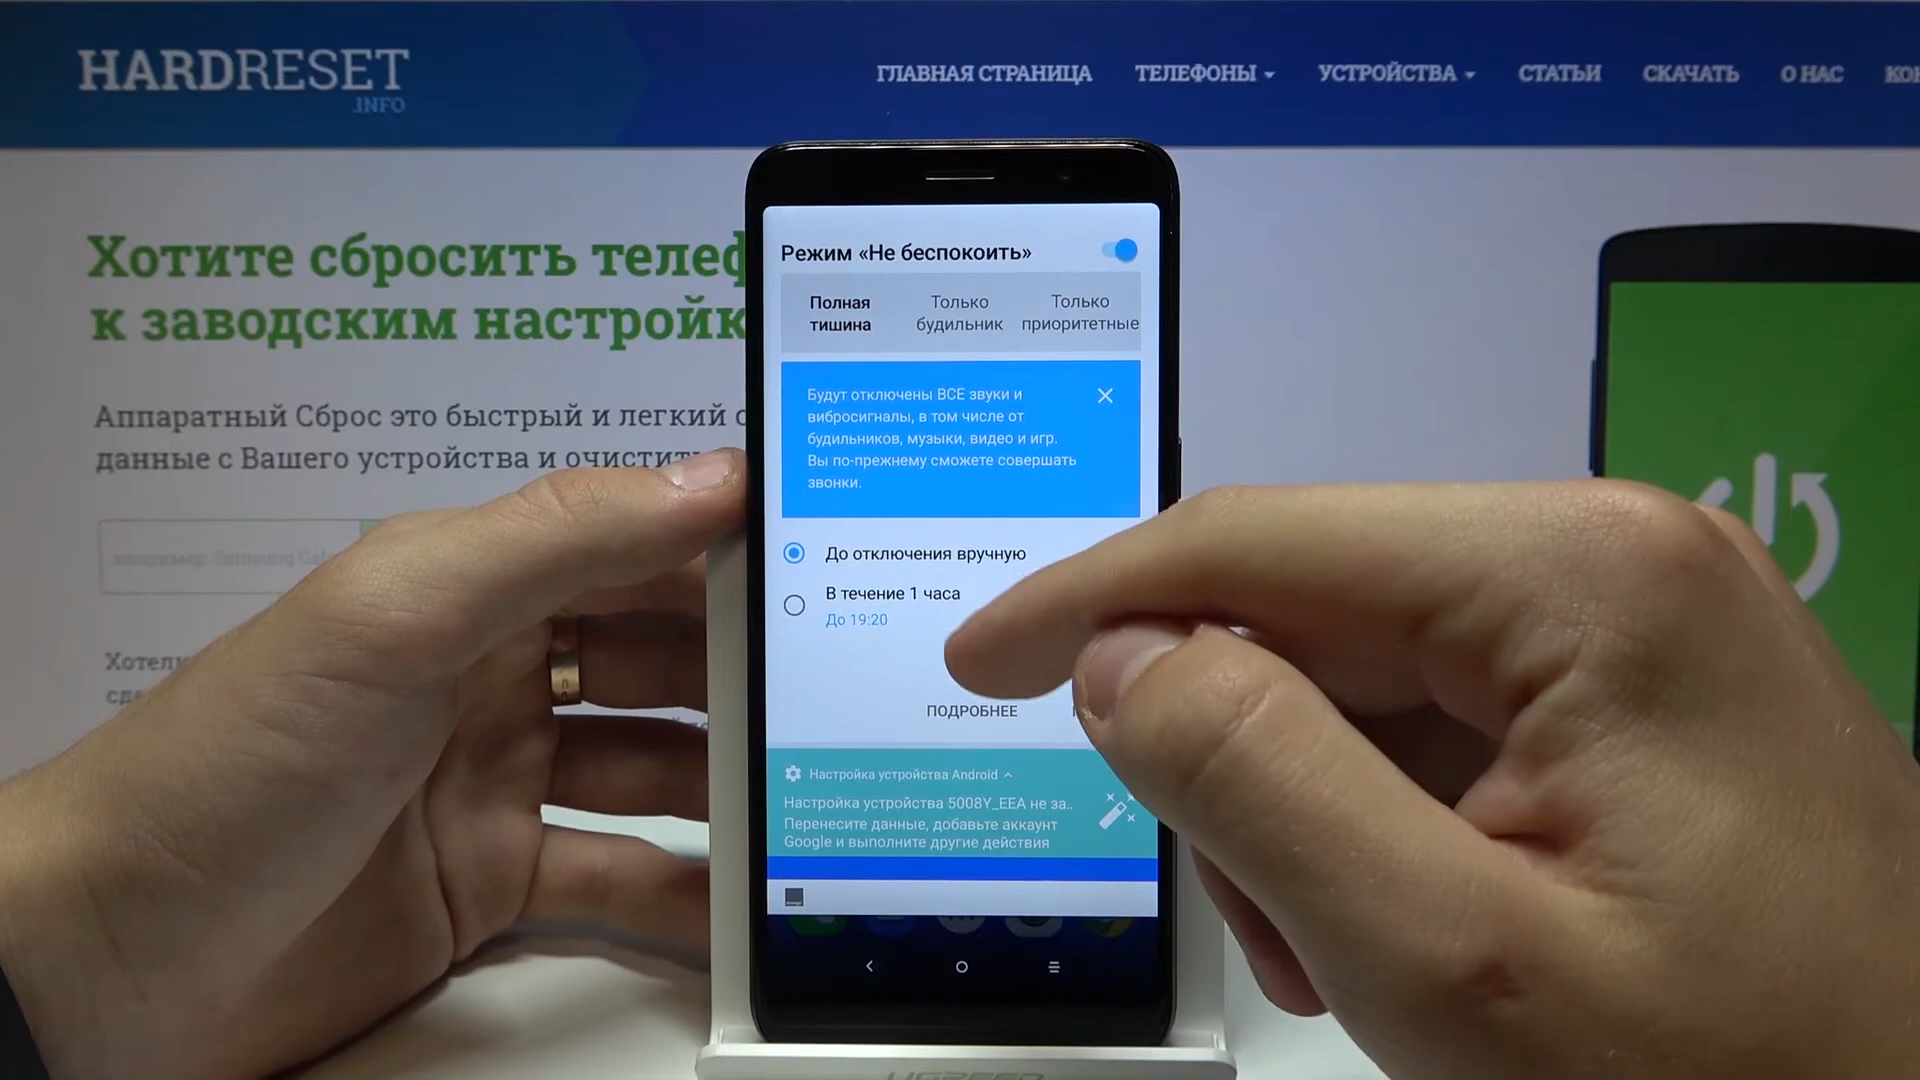 HARDRESET
.INFO
ГЛАВНАЯ СТРАНИЦА
ТЕЛЕФОНЫ
УСТРОЙСТВА
СТАТЬИ
СКАЧАТЬ
О НАС
Хотите сбросить
к заводским
Аппаратный Сброс это быстрый и легкий
данные с Вашего устройства и
например: Samsung
Режим «Не беспокоить»
Полная
тишина
Только
будильник
Только
приоритетные
Будут отключены ВСЕ звуки и
вибросигналы, в том числе от
будильников, музыки, видео и игр.
Вы по-прежнему сможете совершать
звонки.
До отключения вручную
В течение 1 часа
До 19:20
ПОДРОБНЕЕ
Настройка устройства Android
Настройка устройства 5008Y_EEA не за..
Перенесите данные, добавьте аккаунт
Google и выполните другие действия
UGREEN